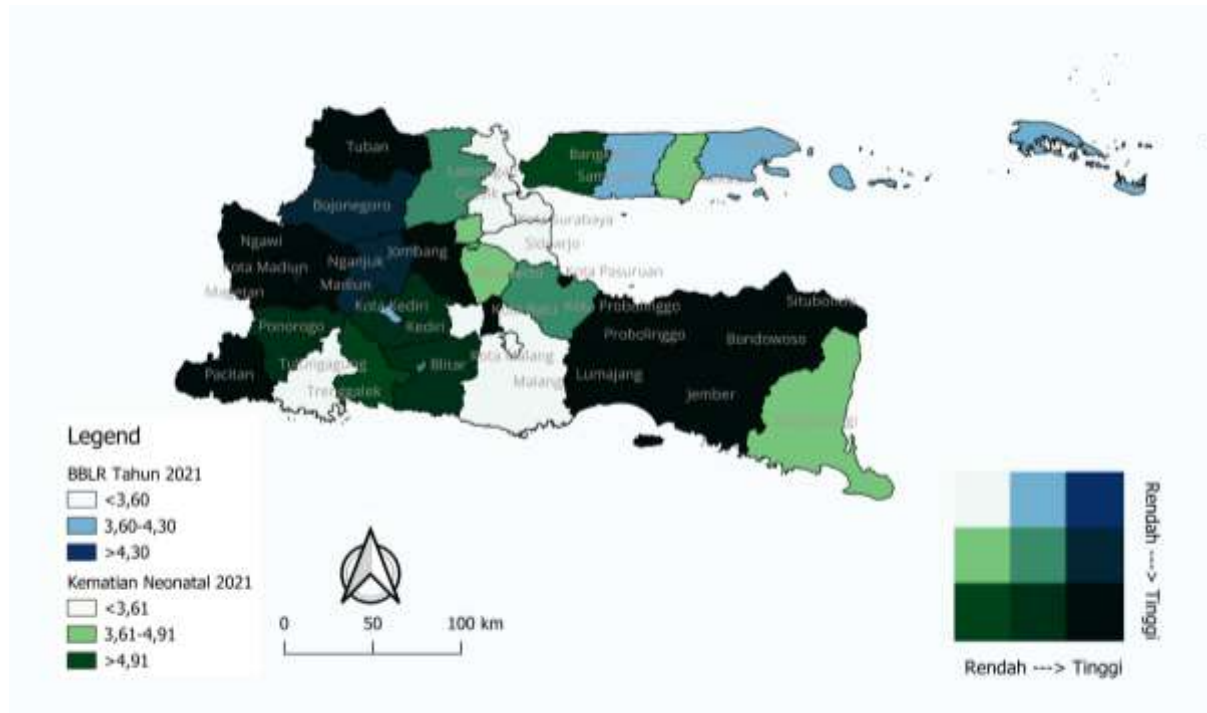 Tuban
Bojonegoro
Kota Surabaya
Sidoarjo
Ngawi
Jombang
Nganjuk
Kota Madiun
Kota Pasuruan
Madiun
Kota Kediri
Kota Probolinggo
Situbondo
Ponorogo
Kediri
Probolinggo
Bondowoso
Kota Malang
Tulungagung
Blitar
Pacitan
Malang
Lumajang
Trenggalek
Jember
Legend
BBLR Tahun 2021
<3,60
3,60-4,30
>4,30
Kematian Neonatal 2021
<3,61
3,61-4,91
>4,91
0 50 100 km
Rendah ---> Tinggi
Rendah ---> Tinggi